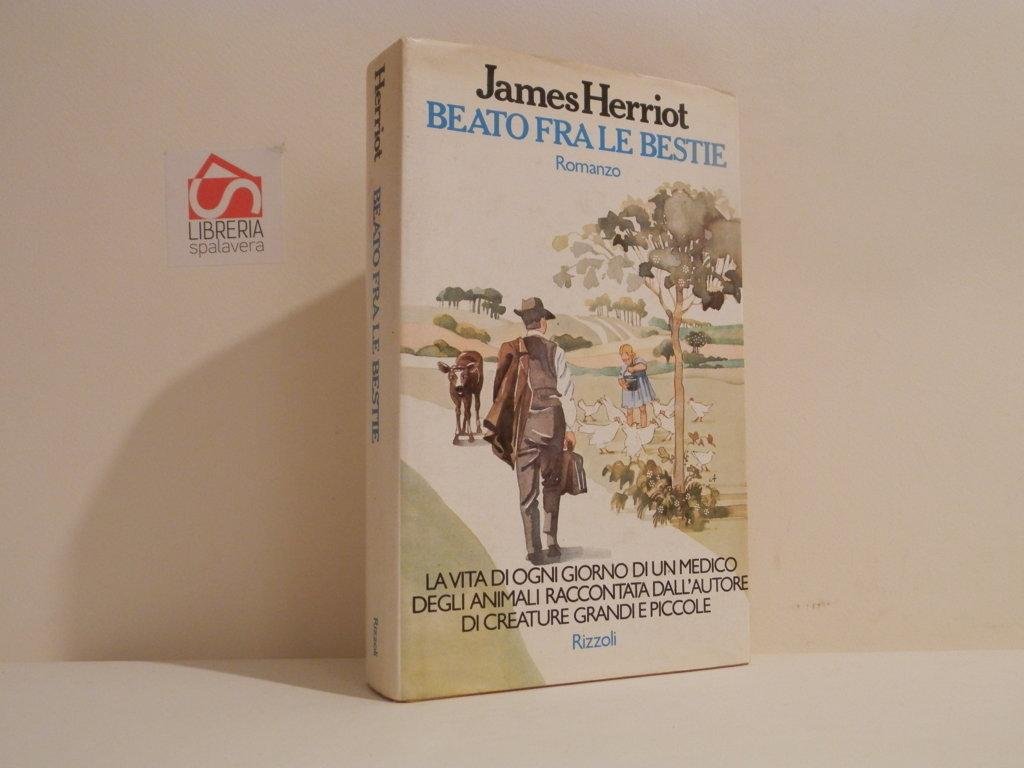 LIBRERIA
spalavera
Herriot BEATO FRA LE BESTIE Rizzoli
James Herriot
BEATO FRA LE BESTIE
Romanzo
LA VITA DI OGNI GIORNO DI UN MEDICO
DEGLI ANIMALI RACCONTATA DALL'AUTORE
DI CREATURE GRANDI E PICCOLE
Rizzoli